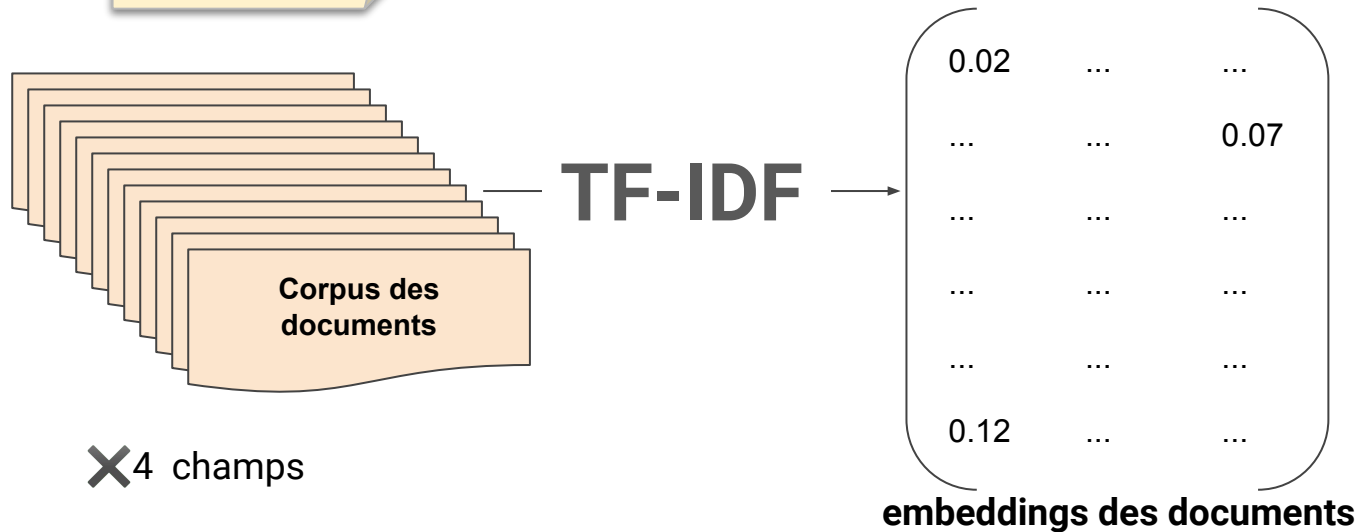 0.02 ... ...
... ... 0.07
TF-IDF
... ... ...
Corpus des
documents
... ... ...
... ... ...
0.12 ... ...
✕4 champs
embeddings des documents